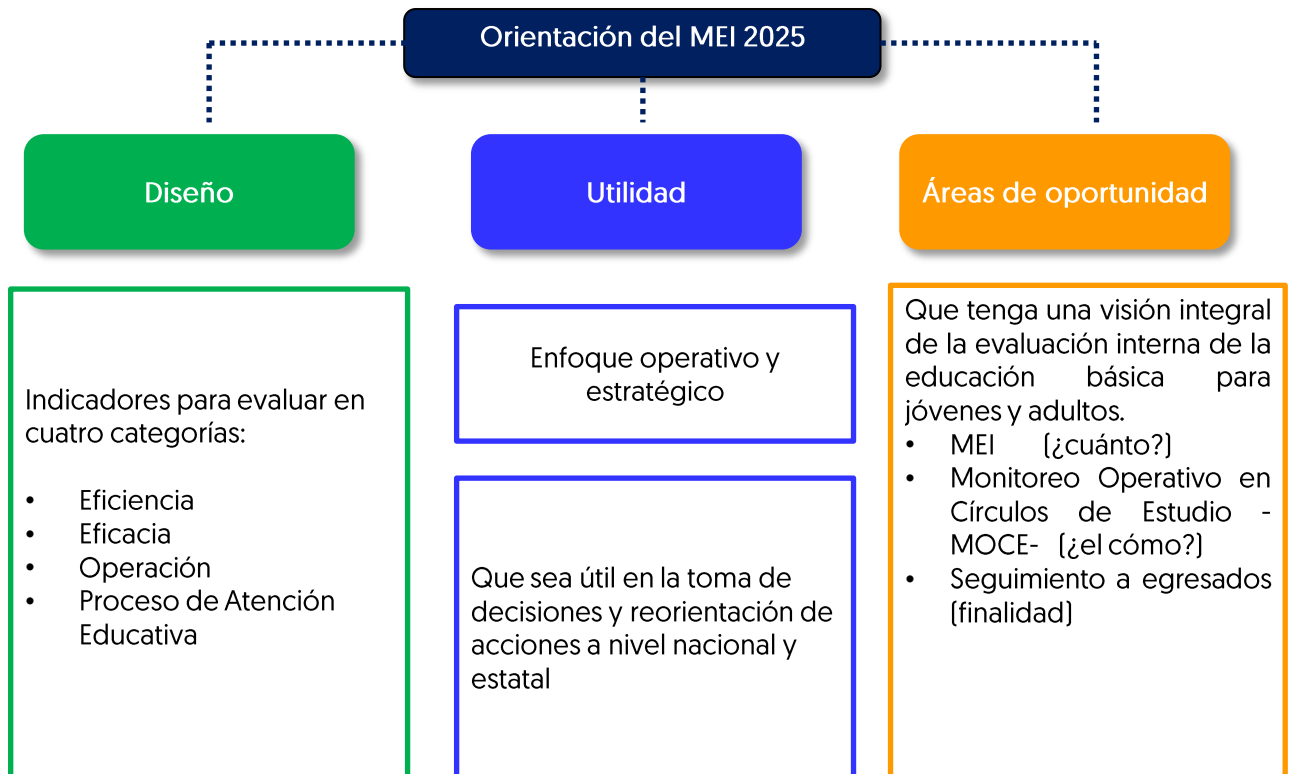 Orientación del MEI 2025
Diseño
Utilidad
Áreas de oportunidad
Indicadores para evaluar en
cuatro categorías:
• Eficiencia
• Eficacia
• Operación
• Proceso de Atención
Educativa
Enfoque operativo y
estratégico
Que sea útil en la toma de
decisiones y reorientación de
acciones a nivel nacional y
estatal
Que tenga una visión integral
de la evaluación interna de la
educación básica para
jóvenes y adultos.
• MEI (¿cuánto?)
• Monitoreo Operativo en
Círculos de Estudio -
MOCE- (¿el cómo?)
• Seguimiento a egresados
(finalidad)